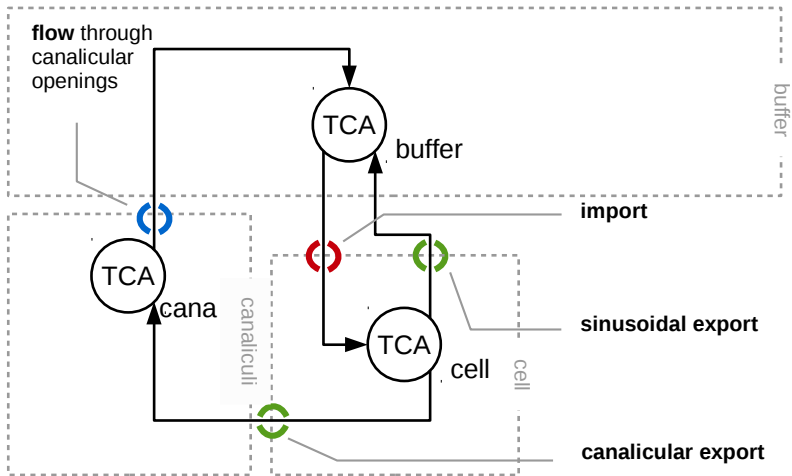 flow through
canalicular
openings
TCA
buffer
buffer
import
TCA
cana
canaliculi
TCA
cell
cell
sinusoidal export
canalicular export